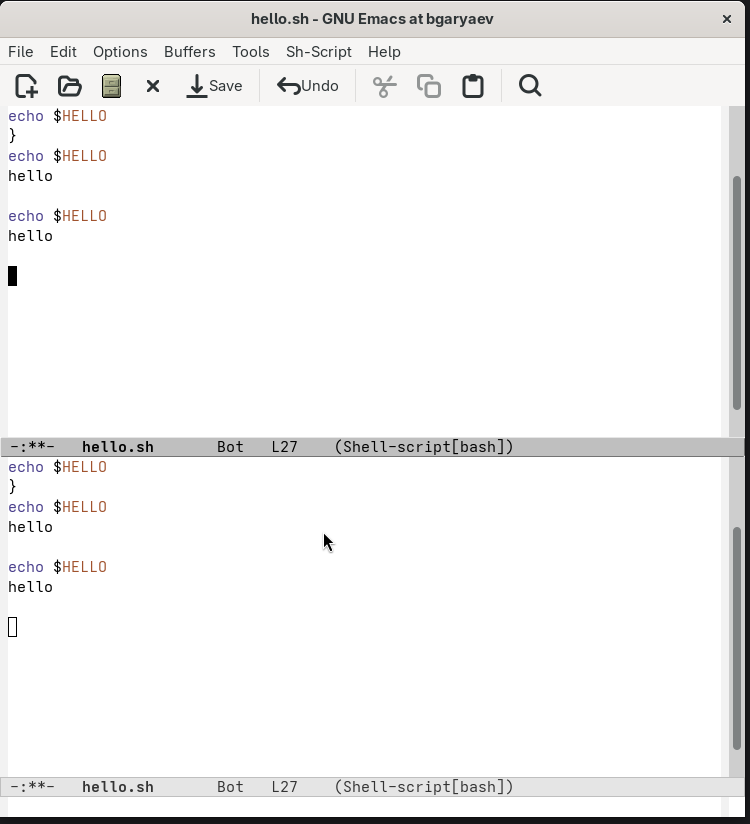 hello.sh - GNU Emacs at bgaryaev
File Edit Options Buffers Tools Sh-Script Help
Save Undo
echo $HELLO
}
echo $HELLO
hello
echo $HELLO
hello
-:**- hello.sh Bot L27 (Shell-script[bash])
echo $HELLO
}
echo $HELLO
hello
echo $HELLO
hello
-:**- hello.sh Bot L27 (Shell-script[bash])